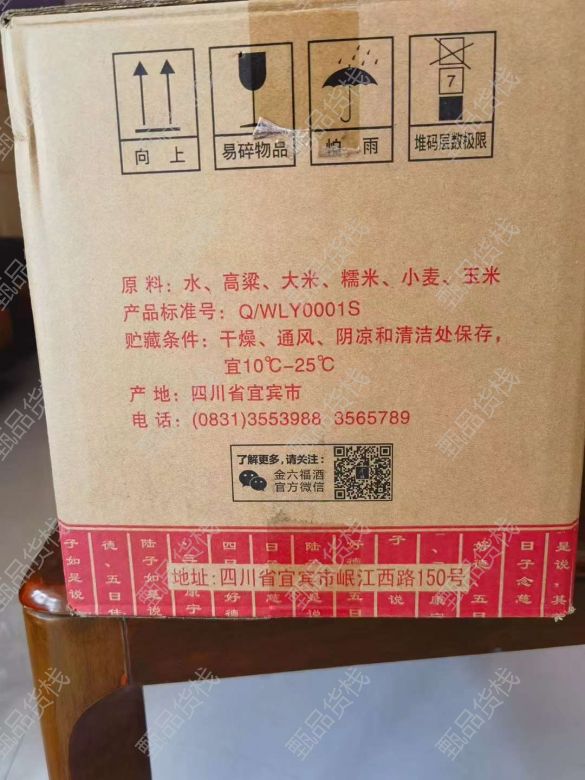 向上
易碎物品
怕雨
7
堆码层数极限
原料：水、高粱、大米、糯米、小麦、玉米
产品标准号：Q/WLY0001S
贮藏条件：干燥、通风、阴凉和清洁处保存，
宜10℃-25℃
产地：四川省宜宾市
电话：(0831)3553988 3565789
了解更多，请关注：
金六福酒
官方微信
地址：四川省宜宾市岷江西路150号
甄品货栈